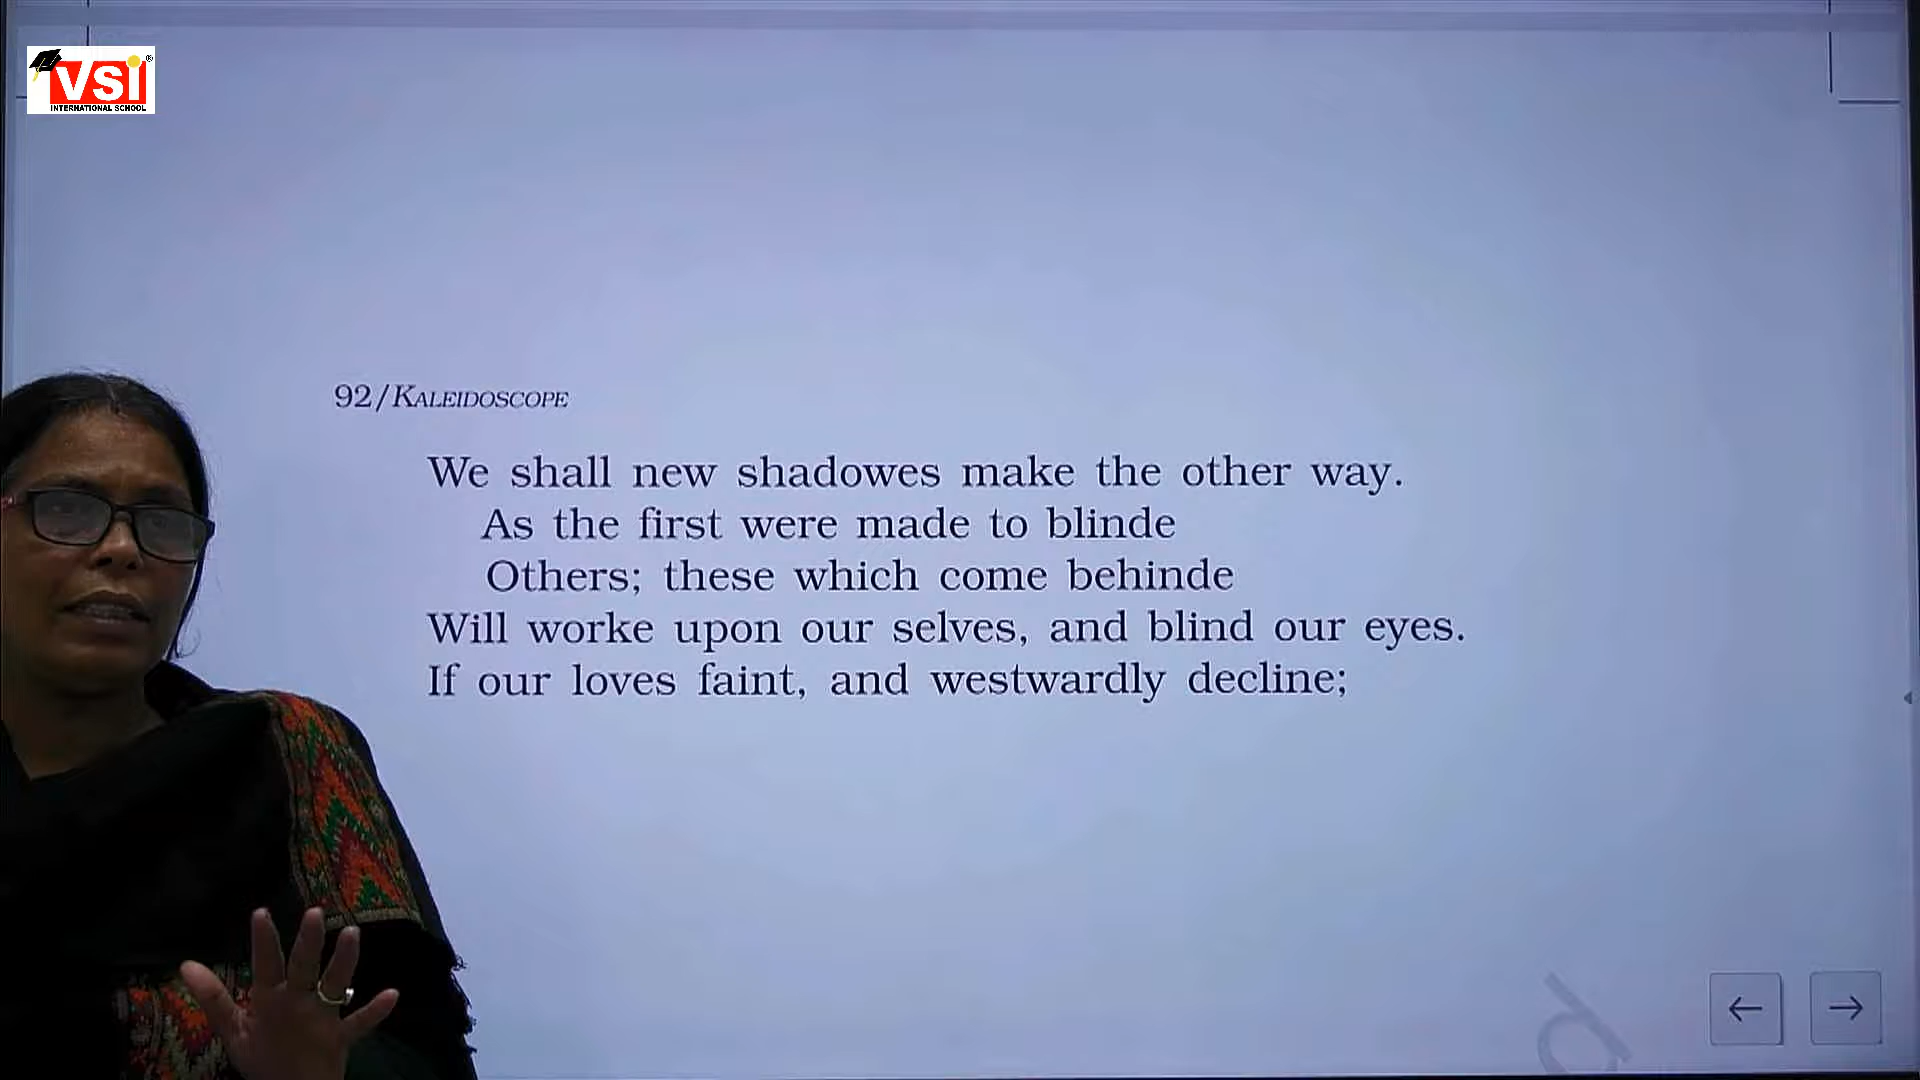 VSI®
INTERNATIONAL SCHOOL
92/KALEIDOSCOPE
We shall new shadowes make the other way.
As the first were made to blinde
Others; these which come behinde
Will worke upon our selves, and blind our eyes.
If our loves faint, and westwardly decline;
d